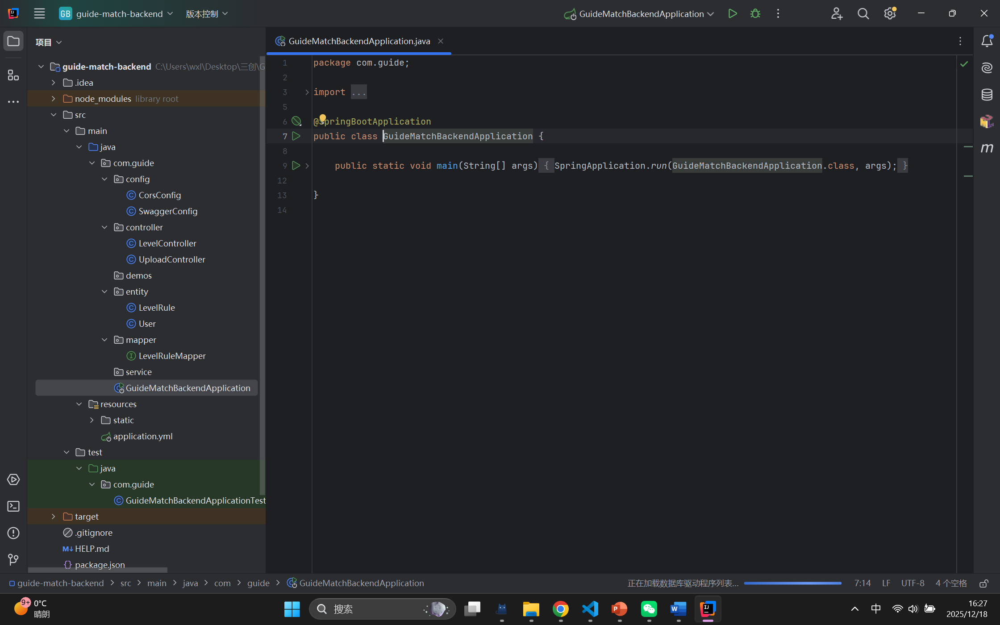 GB guide-match-backend 版本控制 GuideMatchBackendApplication
项目
guide-match-backend C:\Users\wxl\Desktop\三创\G
.idea
node_modules library root
src
main
java
com.guide
config
CorsConfig
SwaggerConfig
controller
LevelController
UploadController
demos
entity
LevelRule
User
mapper
LevelRuleMapper
service
GuideMatchBackendApplication
resources
static
application.yml
test
java
com.guide
GuideMatchBackendApplicationTest
target
.gitignore
HELP.md
package.json
GuideMatchBackendApplication.java
1 package com.guide;
2
3 import ...
5
6 @SpringBootApplication
7 public class GuideMatchBackendApplication {
8
9 public static void main(String[] args) { SpringApplication.run(GuideMatchBackendApplication.class, args); }
12
13 }
14
guide-match-backend > src > main > java > com > guide > GuideMatchBackendApplication
正在加载数据库驱动程序列表... 7:14 LF UTF-8 4 个空格
9+ 0°C
晴朗
搜索
中
16:27
2025/12/18